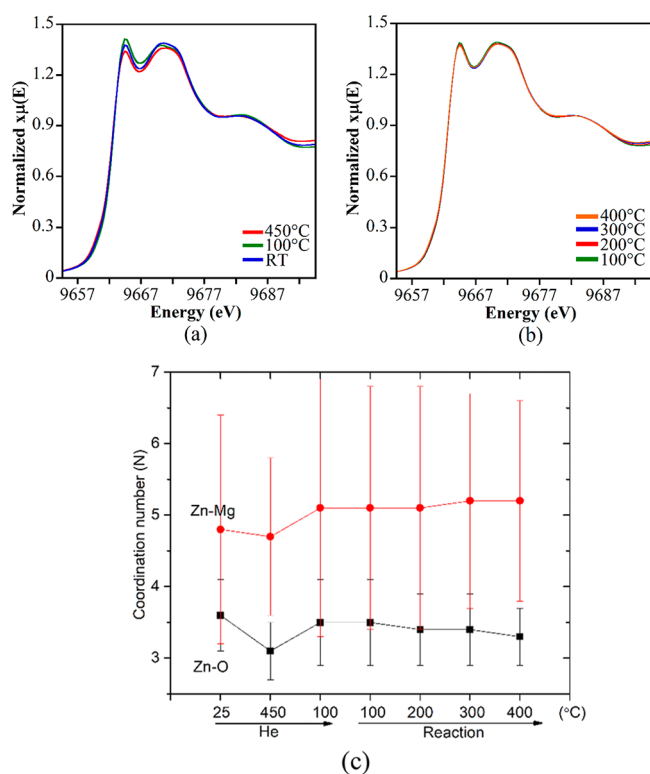 1.5
1.2
0.9
0.6
0.3
0
Normalized xμ(E)
450°C
100°C
RT
9657 9667 9677 9687
Energy (eV)
(a)
1.5
1.2
0.9
0.6
0.3
0
Normalized xμ(E)
400°C
300°C
200°C
100°C
9657 9667 9677 9687
Energy (eV)
(b)
7
6
5
4
3
Coordination number (N)
Zn-Mg
Zn-O
25 450 100 100 200 300 400 (°C)
He Reaction
(c)